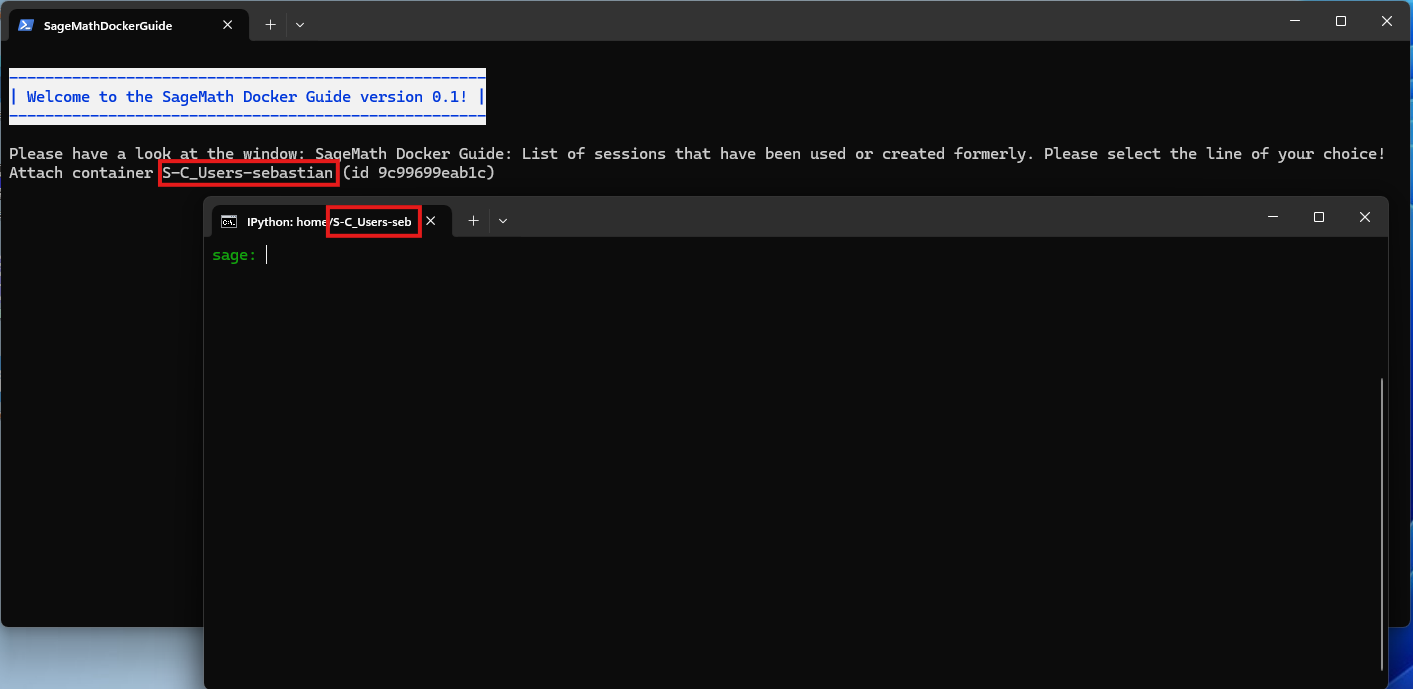 SageMathDockerGuide
| Welcome to the SageMath Docker Guide version 0.1! |
Please have a look at the window: SageMath Docker Guide: List of sessions that have been used or created formerly. Please select the line of your choice!
Attach container S-C_Users-sebastian (id 9c99699eab1c)
IPython: home/S-C_Users-seb
sage: